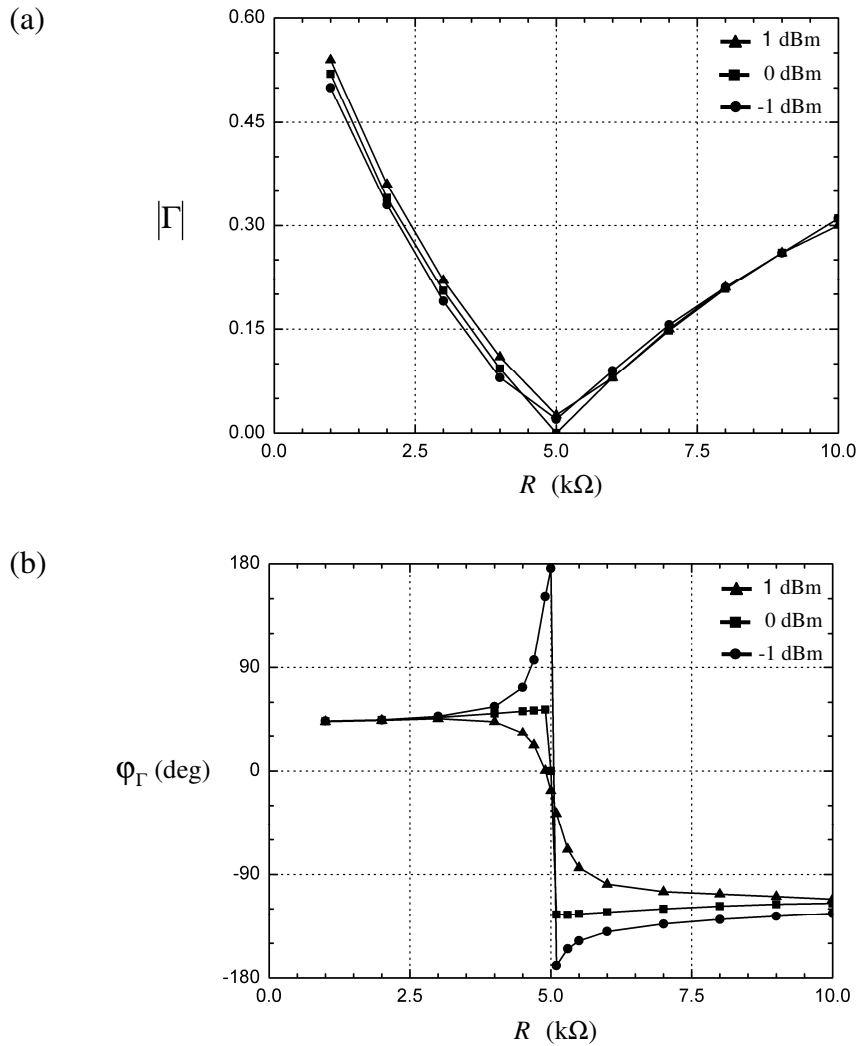 (a)
0.60
0.45
0.30
0.15
0.00
|Γ|
1 dBm
0 dBm
-1 dBm
0.0 2.5 5.0 7.5 10.0
R (kΩ)
(b)
180
90
0
-90
-180
φΓ (deg)
1 dBm
0 dBm
-1 dBm
0.0 2.5 5.0 7.5 10.0
R (kΩ)